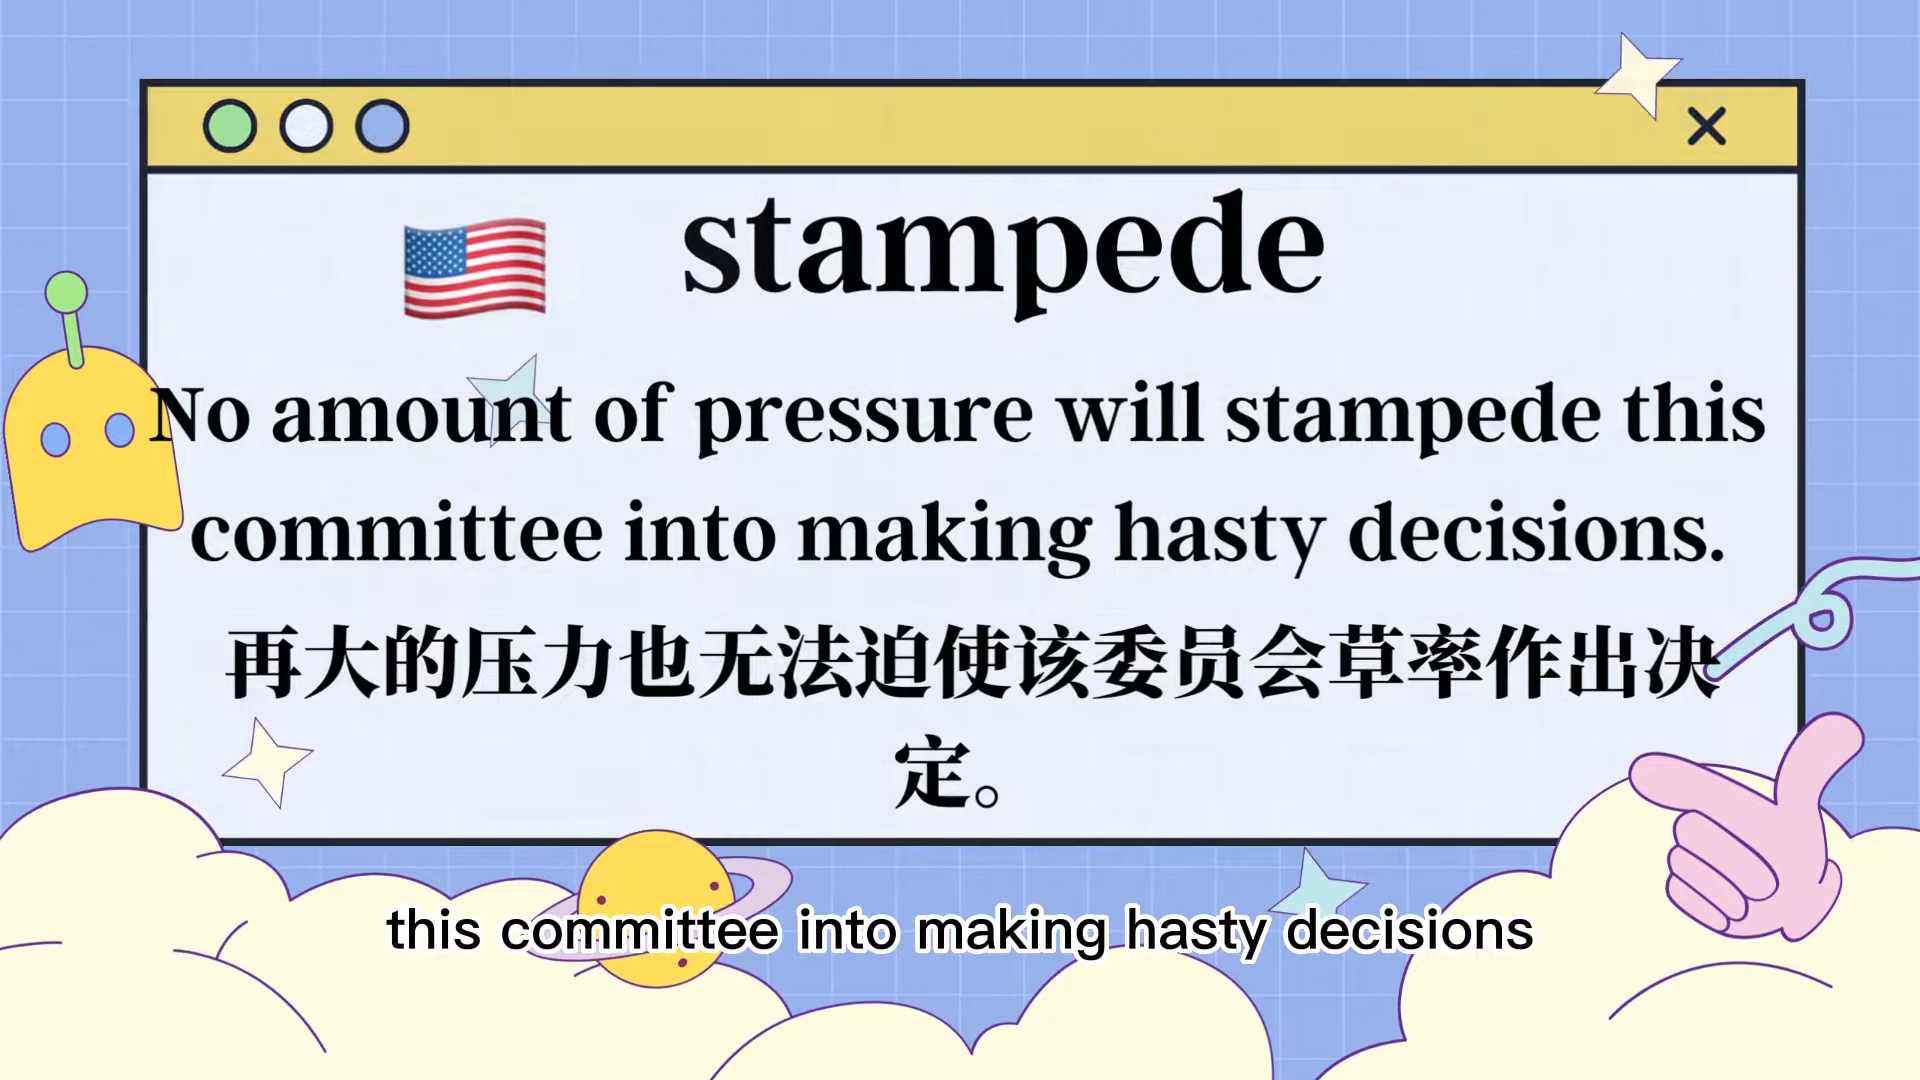 stampede
No amount of pressure will stampede this
committee into making hasty decisions.
再大的压力也无法迫使该委员会草率作出决
定。
this committee into making hasty decisions